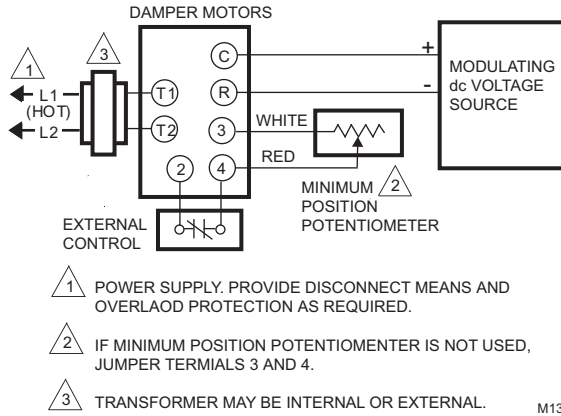 DAMPER MOTORS
1
3
L1
(HOT)
L2
T1
T2
C
R
3
2
4
+
-
WHITE
RED
MODULATING
dc VOLTAGE
SOURCE
MINIMUM
POSITION
POTENTIOMETER
2
EXTERNAL
CONTROL
1 POWER SUPPLY. PROVIDE DISCONNECT MEANS AND
OVERLAOD PROTECTION AS REQUIRED.
2 IF MINIMUM POSITION POTENTIOMENTER IS NOT USED,
JUMPER TERMIALS 3 AND 4.
3 TRANSFORMER MAY BE INTERNAL OR EXTERNAL.
M13